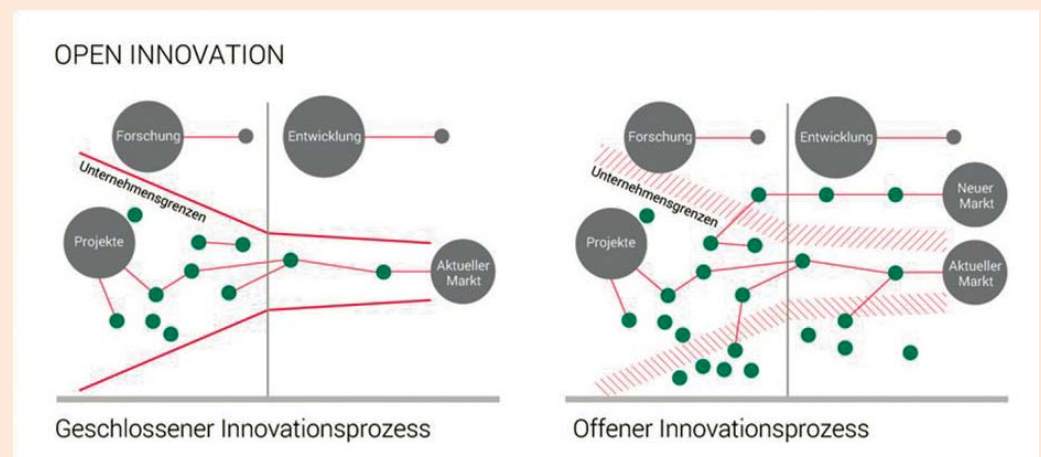 OPEN INNOVATION
Forschung
Entwicklung
Unternehmensgrenzen
Projekte
Aktueller
Markt
Geschlossener Innovationsprozess
Forschung
Entwicklung
Unternehmensgrenzen
Neuer
Markt
Projekte
Aktueller
Markt
Offener Innovationsprozess